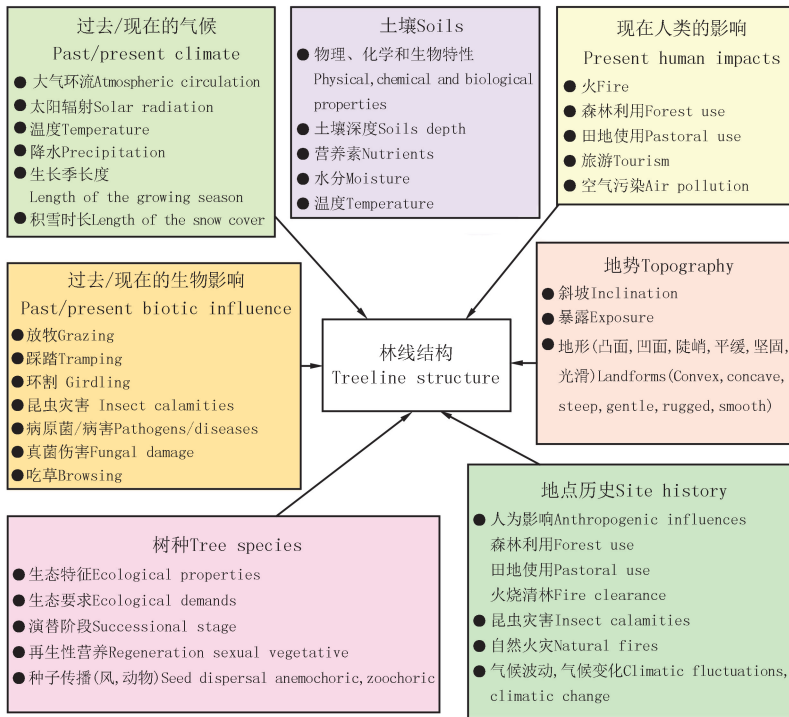 过去/现在的气候
Past/present climate
● 大气环流Atmospheric circulation
● 太阳辐射Solar radiation
● 温度Temperature
● 降水Precipitation
● 生长季长度
Length of the growing season
● 积雪时长Length of the snow cover
土壤Soils
● 物理、化学和生物特性
Physical,chemical and biological
properties
● 土壤深度Soils depth
● 营养素Nutrients
● 水分Moisture
● 温度Temperature
现在人类的影响
Present human impacts
● 火Fire
● 森林利用Forest use
● 田地使用Pastoral use
● 旅游Tourism
● 空气污染Air pollution
过去/现在的生物影响
Past/present biotic influence
● 放牧Grazing
● 踩踏Tramping
● 环割 Girdling
● 昆虫灾害 Insect calamities
● 病原菌/病害Pathogens/diseases
● 真菌伤害Fungal damage
● 吃草Browsing
林线结构
Treeline structure
地势Topography
● 斜坡Inclination
● 暴露Exposure
● 地形(凸面,凹面,陡峭,平缓,坚固,
光滑)Landforms(Convex,concave,
steep,gentle,rugged,smooth)
树种Tree species
● 生态特征Ecological properties
● 生态要求Ecological demands
● 演替阶段Successional stage
● 再生性营养Regeneration sexual vegetative
● 种子传播(风,动物)Seed dispersal anemochoric,zoochoric
地点历史Site history
● 人为影响Anthropogenic influences
森林利用Forest use
田地使用Pastoral use
火烧清林Fire clearance
● 昆虫灾害Insect calamities
● 自然火灾Natural fires
● 气候波动,气候变化Climatic fluctuations,
climatic change